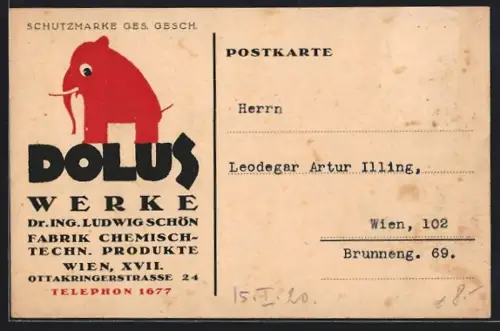 SCHUTZMARKE GES. GESCH.
DOLUS
WERKE
Dr. ING. LUDWIG SCHÖN
FABRIK CHEMISCH-
TECHN. PRODUKTE
WIEN, XVII.
OTTAKRINGERSTRASSE 24
TELEPHON 1677
POSTKARTE
Herrn
Leodegar Artur Illing,
Wien, 102
Brunneng. 69.
15.I.20.
8.-